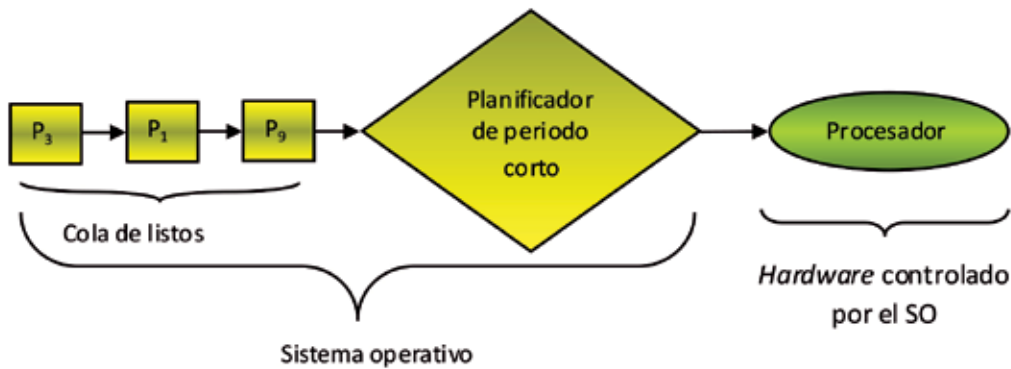 P₃
P₁
P₉
Planificador
de periodo
corto
Procesador
Cola de listos
Hardware controlado
por el SO
Sistema operativo